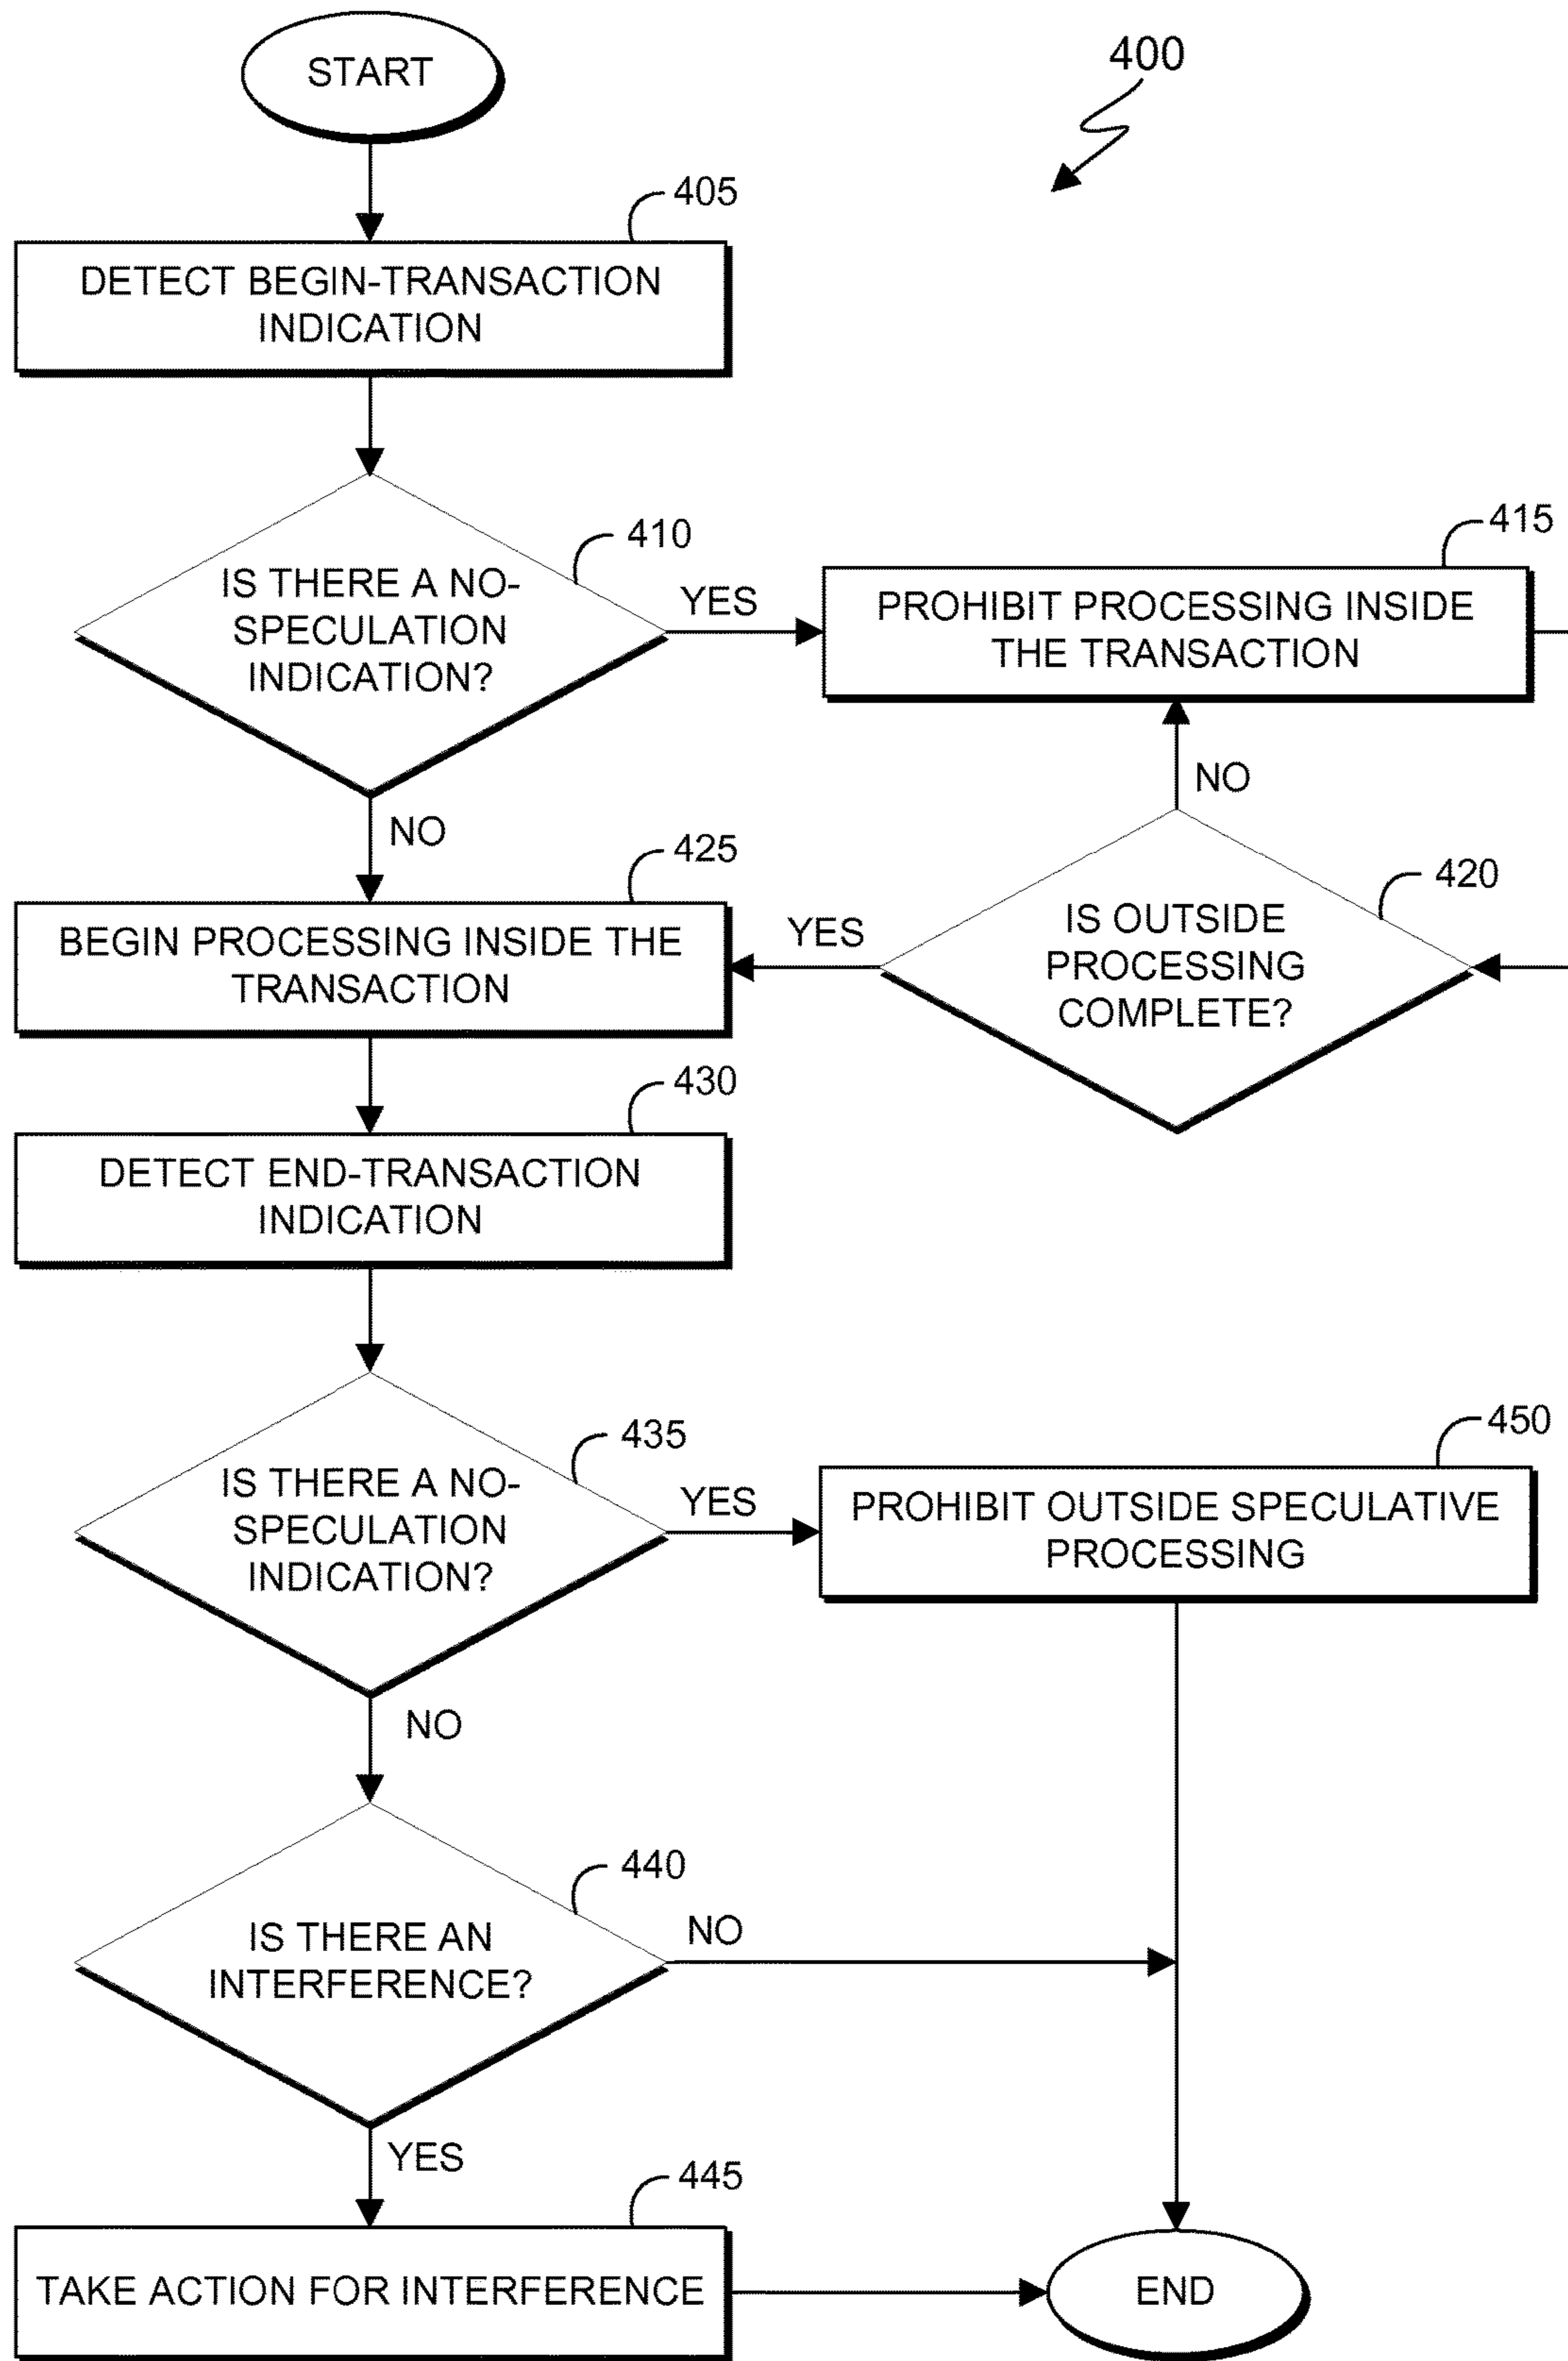 START
400
405
DETECT BEGIN-TRANSACTION
INDICATION
410
IS THERE A NO-
SPECULATION
INDICATION?
YES
415
PROHIBIT PROCESSING INSIDE
THE TRANSACTION
NO
NO
425
BEGIN PROCESSING INSIDE THE
TRANSACTION
YES
420
IS OUTSIDE
PROCESSING
COMPLETE?
430
DETECT END-TRANSACTION
INDICATION
435
IS THERE A NO-
SPECULATION
INDICATION?
YES
450
PROHIBIT OUTSIDE SPECULATIVE
PROCESSING
NO
440
IS THERE AN
INTERFERENCE?
NO
YES
445
TAKE ACTION FOR INTERFERENCE
END